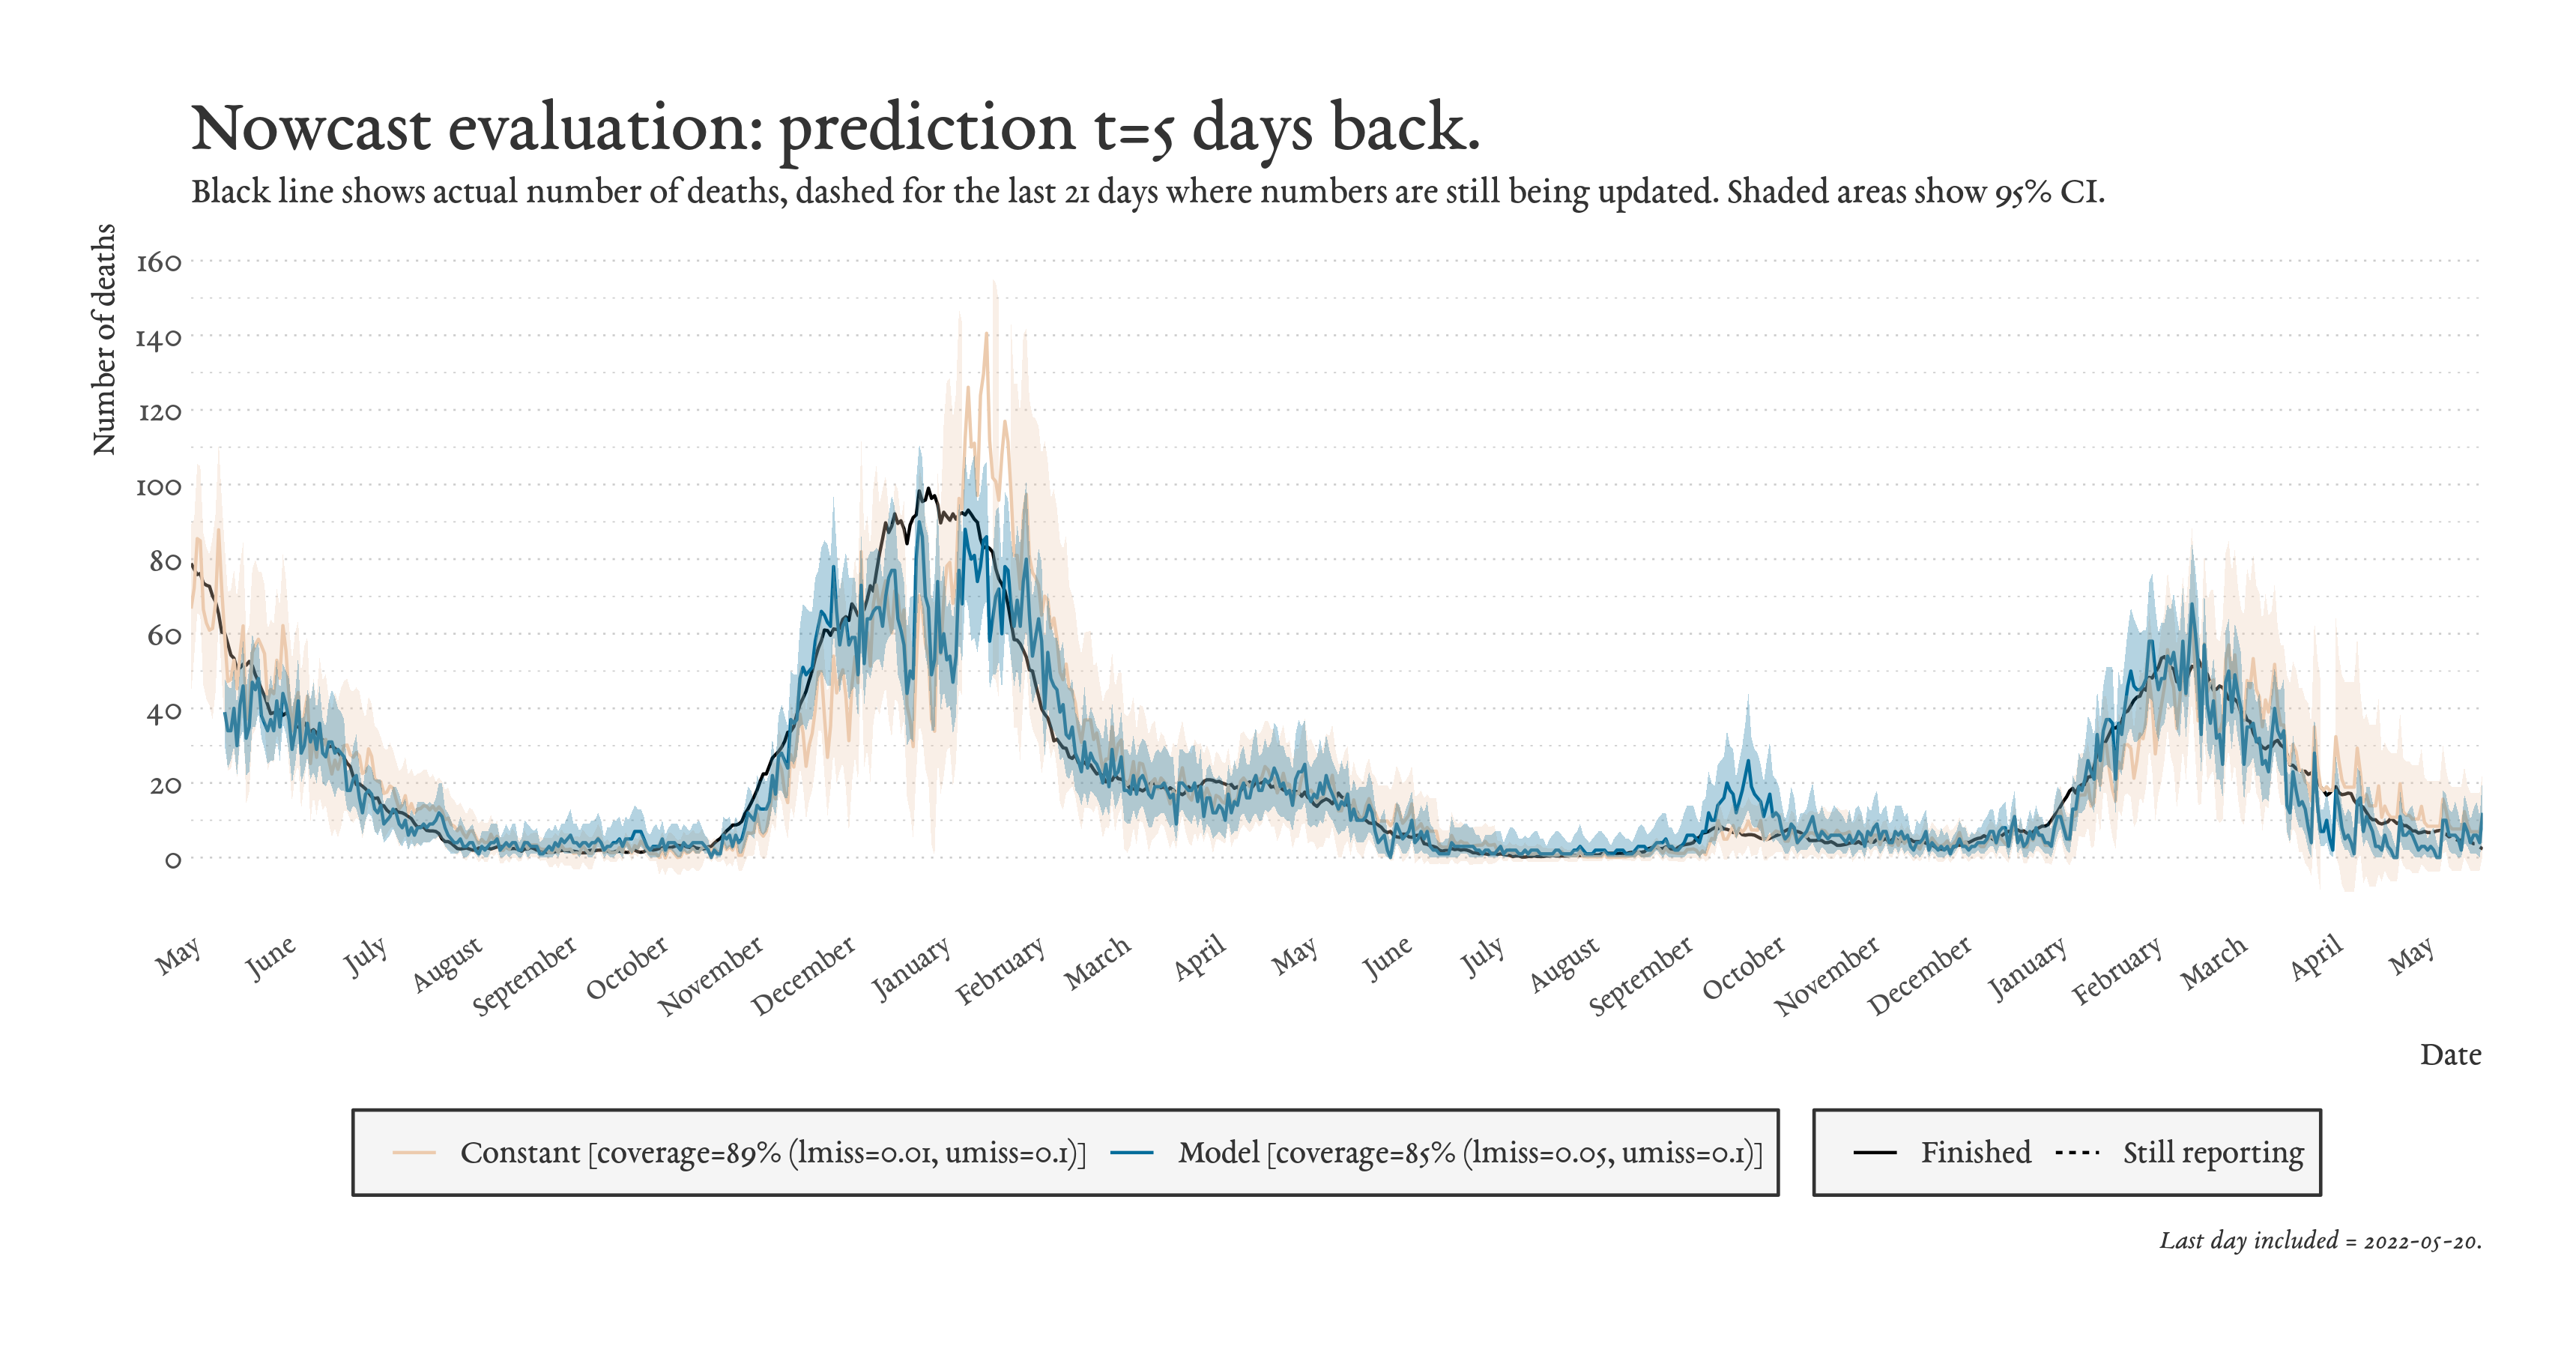 Nowcast evaluation: prediction t=5 days back.
Black line shows actual number of deaths, dashed for the last 21 days where numbers are still being updated. Shaded areas show 95% CI.
Number of deaths
160
140
120
100
80
60
40
20
0
May June July August September October November December January February March April May June July August September October November December January February March April May
Date
Constant [coverage=89% (lmiss=0.01, umiss=0.1)] Model [coverage=85% (lmiss=0.05, umiss=0.1)] Finished Still reporting
Last day included = 2022-05-20.